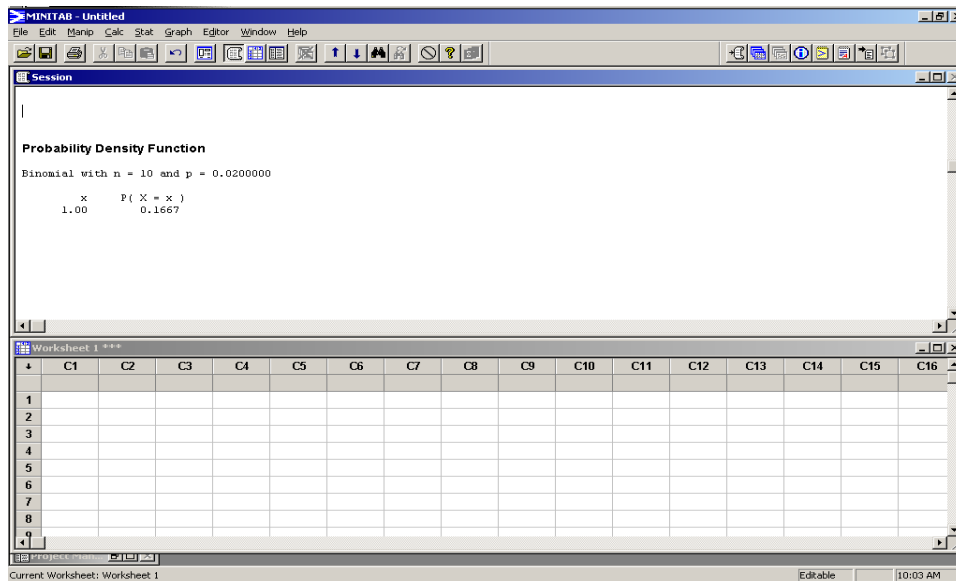 MINITAB - Untitled
File Edit Manip Calc Stat Graph Editor Window Help
Session
Probability Density Function
Binomial with n = 10 and p = 0.0200000
x P( X = x )
1.00 0.1667
Worksheet 1 ***
C1 C2 C3 C4 C5 C6 C7 C8 C9 C10 C11 C12 C13 C14 C15 C16
1
2
3
4
5
6
7
8
9
Project Man...
Current Worksheet: Worksheet 1 Editable 10:03 AM